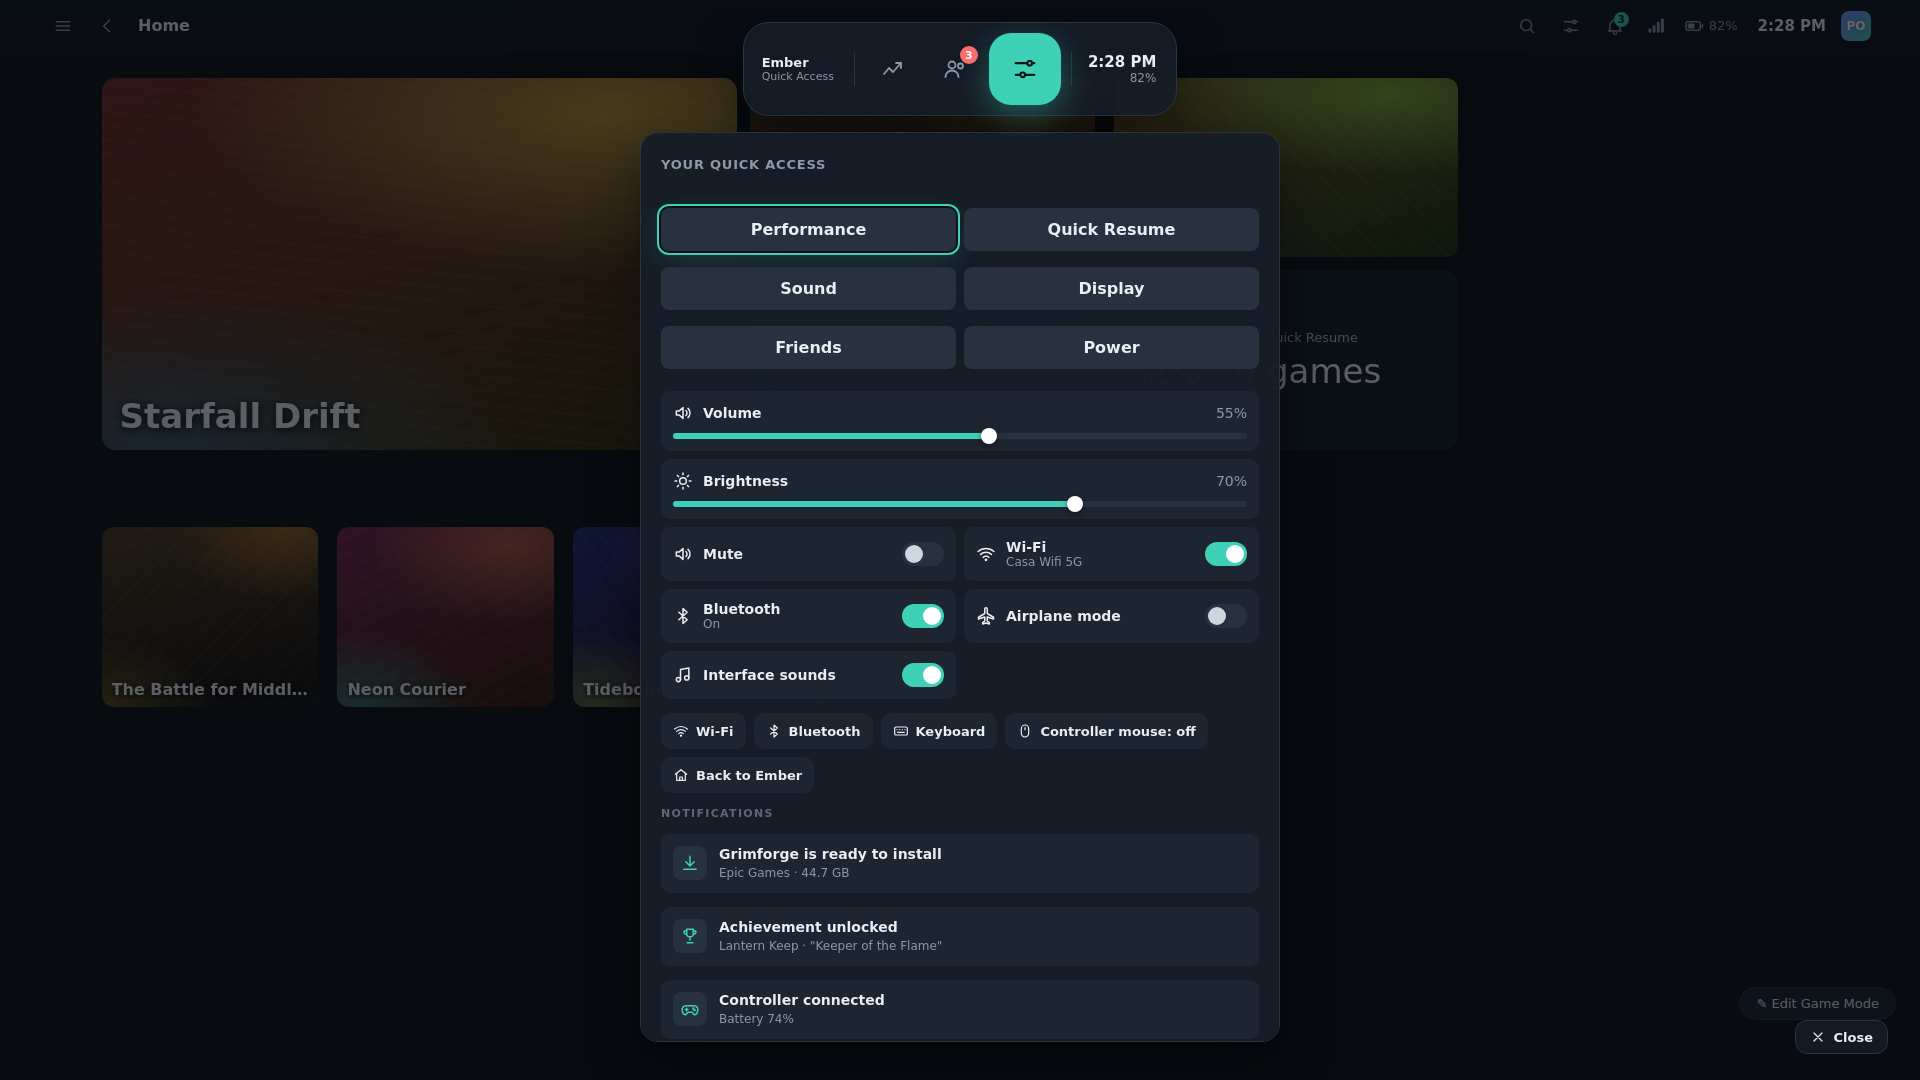 Home
3
82%
2:28 PM
PO
Ember
Quick Access
3
2:28 PM
82%
YOUR QUICK ACCESS
Performance
Quick Resume
Sound
Display
Friends
Power
Quick Resume
games
Starfall Drift
Volume
55%
Brightness
70%
Mute
Wi-Fi
Casa Wifi 5G
Bluetooth
On
Airplane mode
Interface sounds
The Battle for Middl...
Neon Courier
Wi-Fi
Bluetooth
Keyboard
Controller mouse: off
Back to Ember
NOTIFICATIONS
Grimforge is ready to install
Epic Games · 44.7 GB
Achievement unlocked
Lantern Keep · "Keeper of the Flame"
Controller connected
Battery 74%
✎ Edit Game Mode
Close